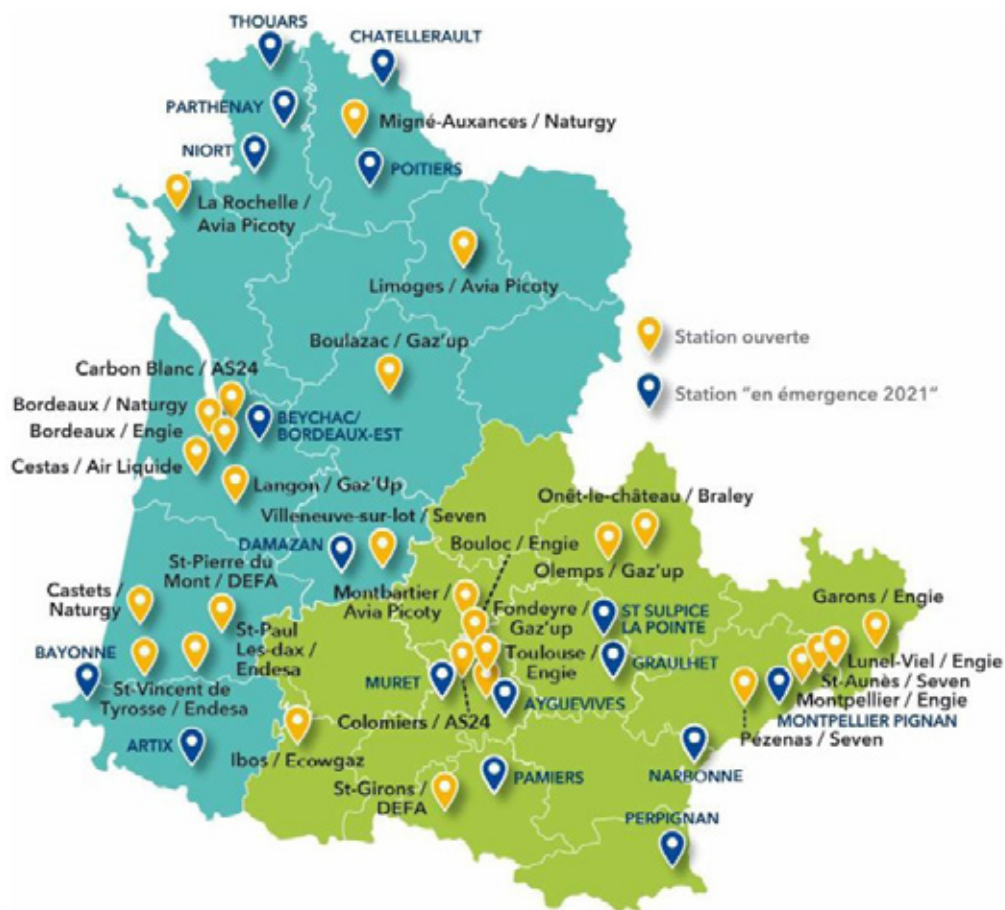 THOUARS
CHATELLERAULT
PARTHENAY
Migné-Auxances / Naturgy
NIORT
POITIERS
La Rochelle /
Avia Picoty
Limoges / Avia Picoty
Station ouverte
Boulazac / Gaz'up
Carbon Blanc / AS24
Station "en émergence 2021"
Bordeaux / Naturgy
BEYCHAC/
BORDEAUX-EST
Bordeaux / Engie
Cestas / Air Liquide
Langon / Gaz'Up
Onêt-le-château / Braley
Villeneuve-sur-lot / Seven
DAMAZAN
Bouloc / Engie
Olemps / Gaz'up
St-Pierre du
Mont / DEFA
Castets /
Naturgy
Montbartier /
Avia Picoty
Fondeyre /
Gaz'up
ST SULPICE
LA POINTE
Garons / Engie
St-Paul
Les-dax /
Endesa
Toulouse /
Engie
BAYONNE
MURET
GRAULHET
Lunel-Viel / Engie
St-Aunès / Seven
Montpellier / Engie
MONTPELLIER PIGNAN
St-Vincent de
Tyrosse / Endesa
AYGUEVIVES
Colomiers / AS24
Pézenas / Seven
ARTIX
Ibos / Ecowgaz
PAMIERS
NARBONNE
St-Girons /
DEFA
PERPIGNAN